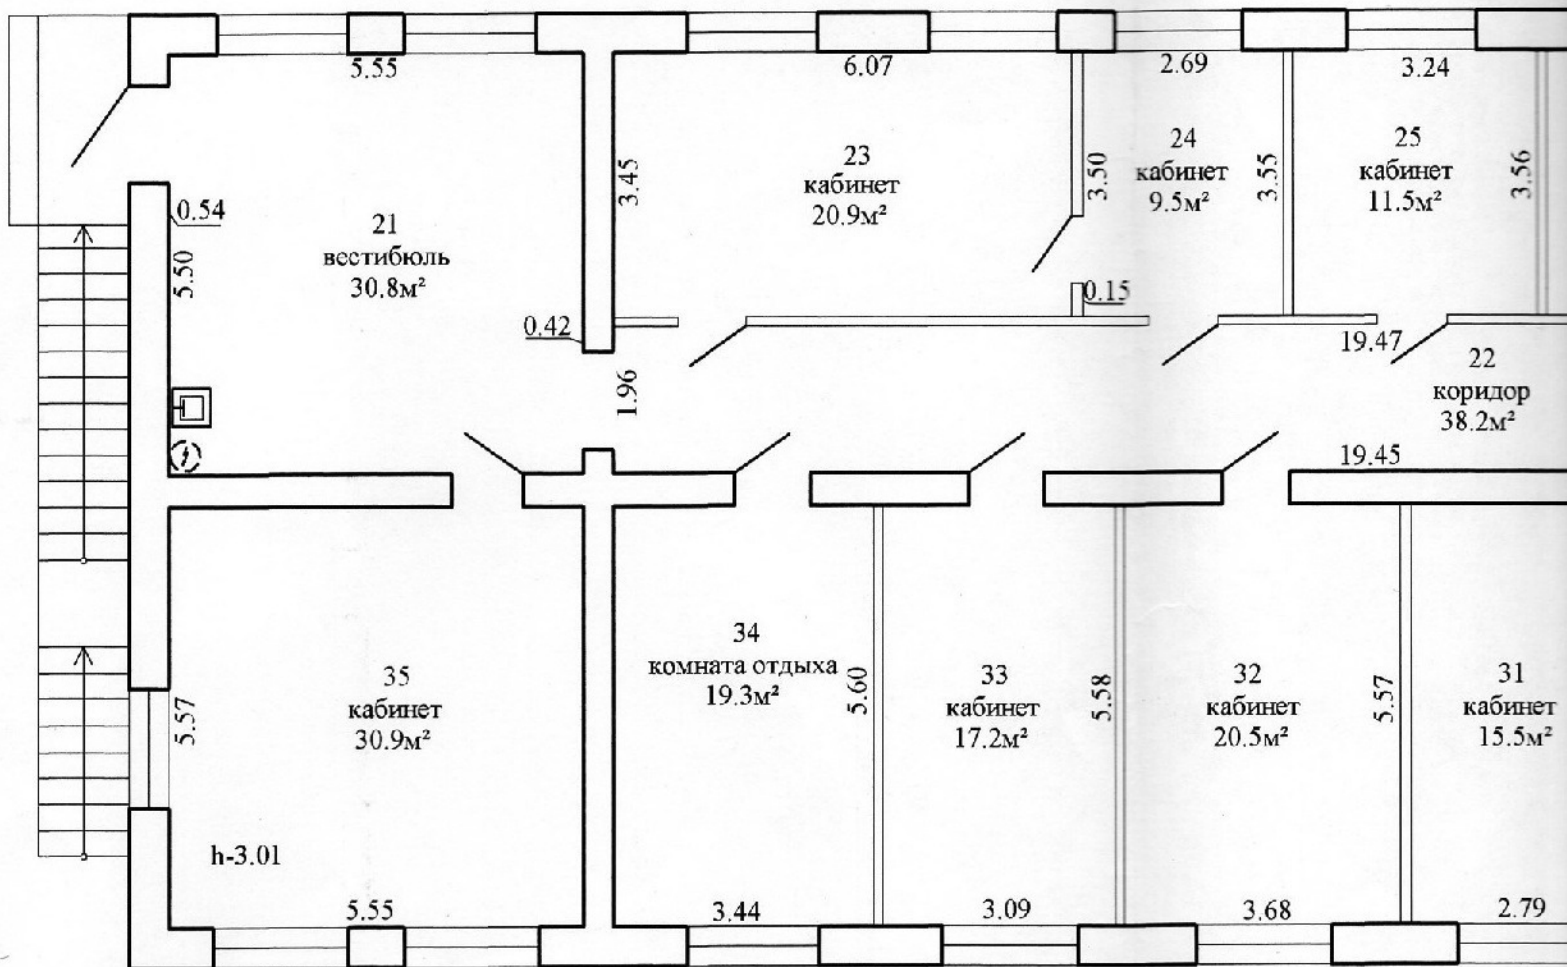 5.55
6.07
2.69
3.24
3.45
23
кабинет
20.9м²
3.50
24
кабинет
9.5м²
3.55
25
кабинет
11.5м²
3.56
0.54
5.50
21
вестибюль
30.8м²
0.42
0.15
1.96
19.47
22
коридор
38.2м²
19.45
35
кабинет
30.9м²
5.57
h-3.01
5.55
34
комната отдыха
19.3м²
5.60
3.44
33
кабинет
17.2м²
5.58
3.09
32
кабинет
20.5м²
5.57
3.68
31
кабинет
15.5м²
2.79